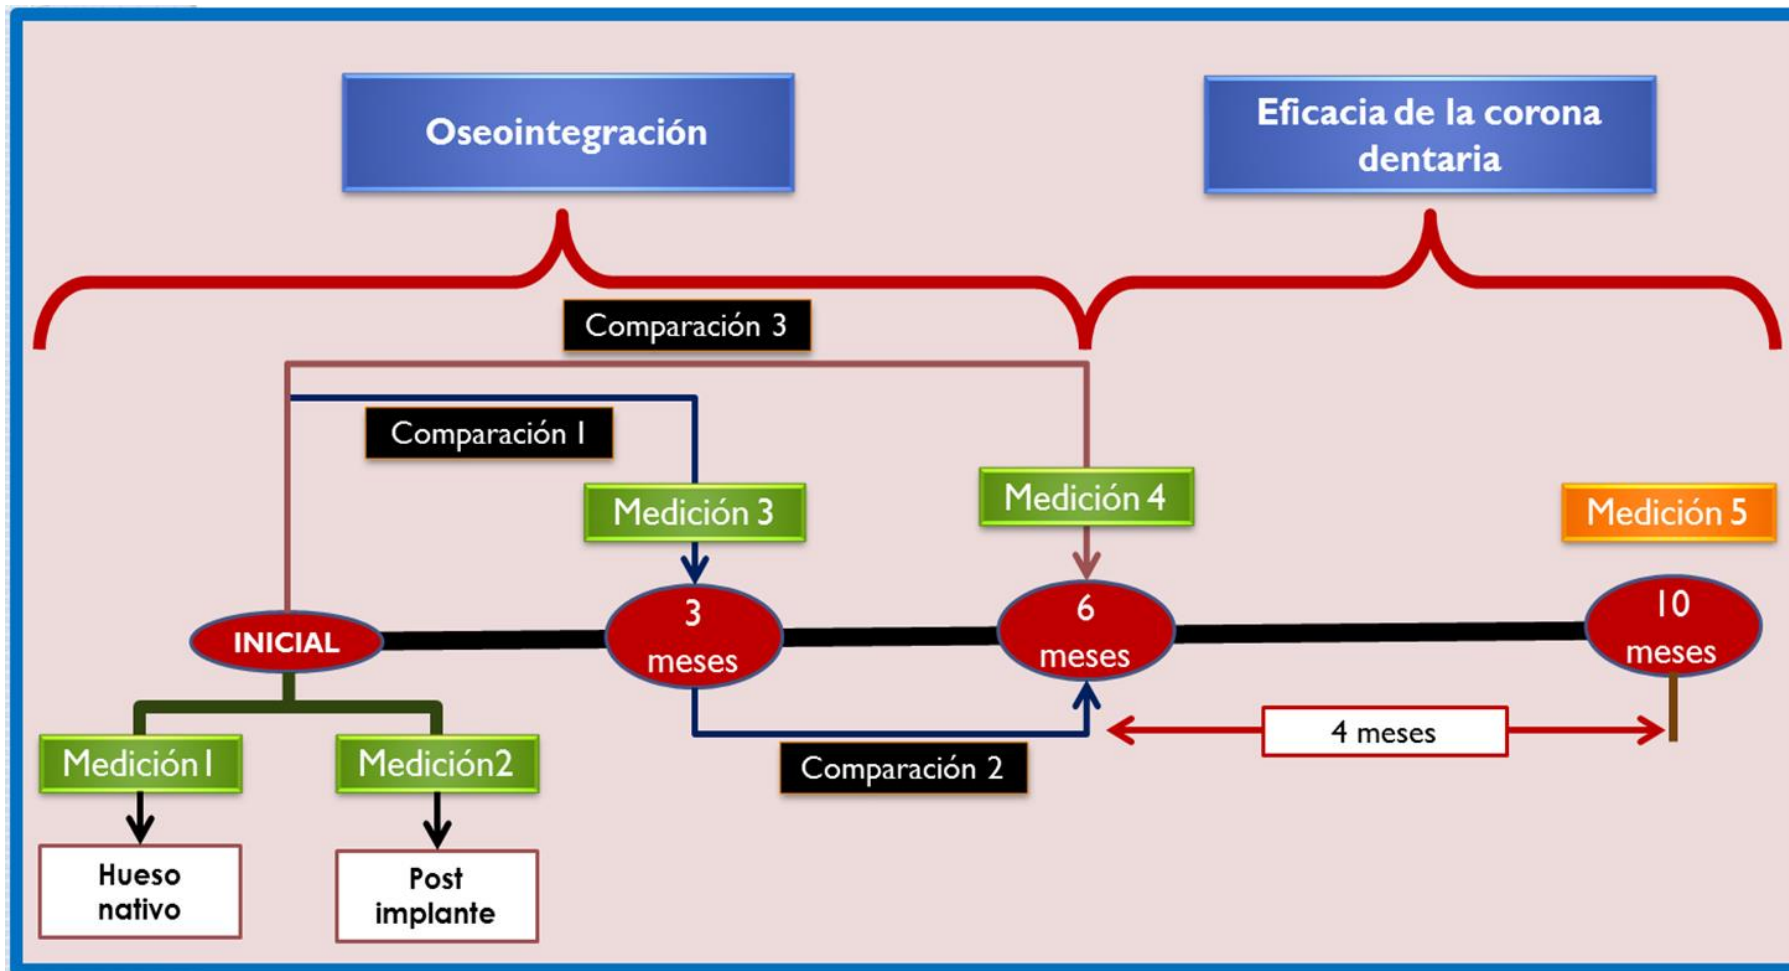 Oseointegración
Eficacia de la corona
dentaria
Comparación 3
Comparación 1
Medición 3
Medición 4
Medición 5
INICIAL
3
meses
6
meses
10
meses
4 meses
Comparación 2
Medición1
Medición2
Hueso
nativo
Post
implante